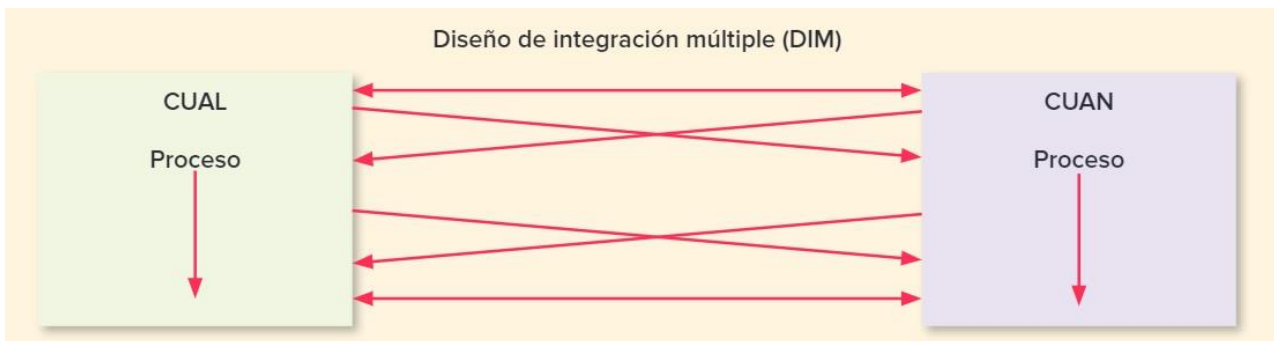 Diseño de integración múltiple (DIM)
CUAL
Proceso
CUAN
Proceso